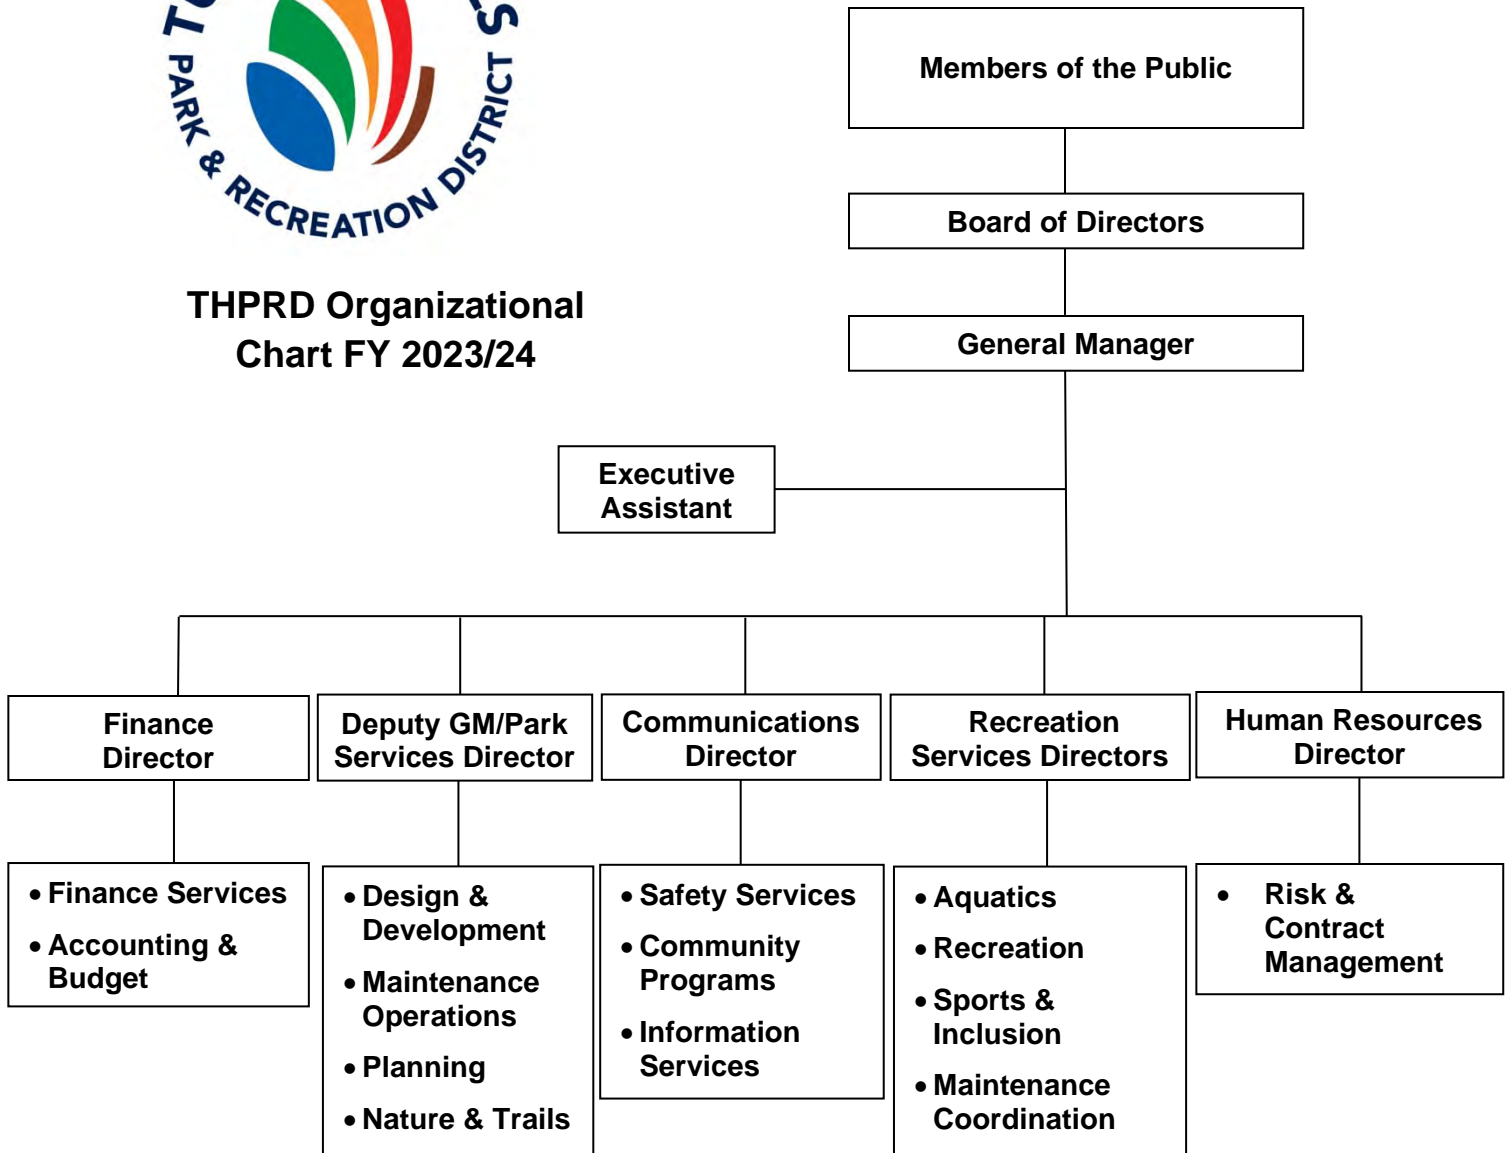 PARK & RECREATION DISTRICT
THPRD Organizational
Chart FY 2023/24
Members of the Public
Board of Directors
General Manager
Executive
Assistant
Finance
Director
Deputy GM/Park
Services Director
Communications
Director
Recreation
Services Directors
Human Resources
Director
• Finance Services
• Accounting &
Budget
• Design &
Development
• Maintenance
Operations
• Planning
• Nature & Trails
• Safety Services
• Community
Programs
• Information
Services
• Aquatics
• Recreation
• Sports &
Inclusion
• Maintenance
Coordination
• Risk &
Contract
Management